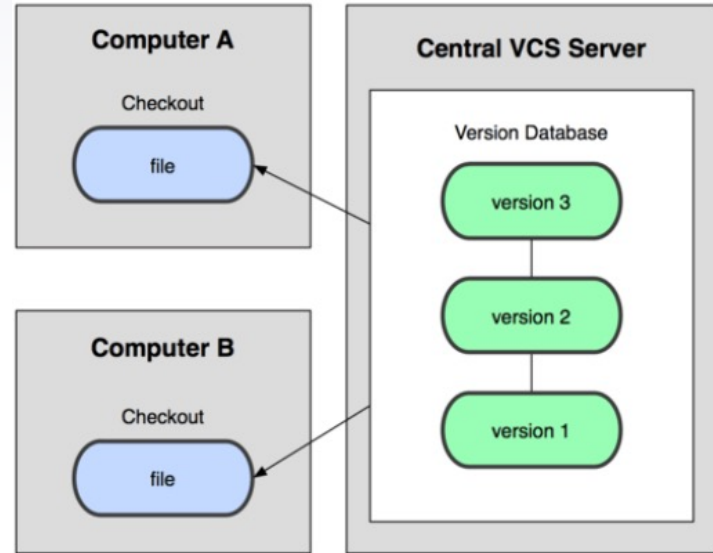 Computer A
Checkout
file
Computer B
Checkout
file
Central VCS Server
Version Database
version 3
version 2
version 1